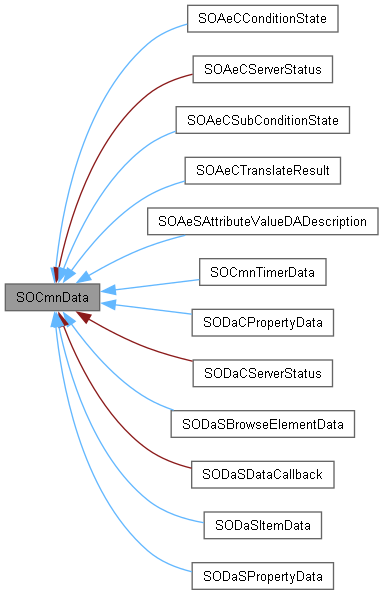 SOAeCConditionState
SOAeCServerStatus
SOAeCSubConditionState
SOAeCTranslateResult
SOAeSAttributeValueDADescription
SOCmnTimerData
SOCmnData
SODaCPropertyData
SODaCServerStatus
SODaSBrowseElementData
SODaSDataCallback
SODaSItemData
SODaSPropertyData